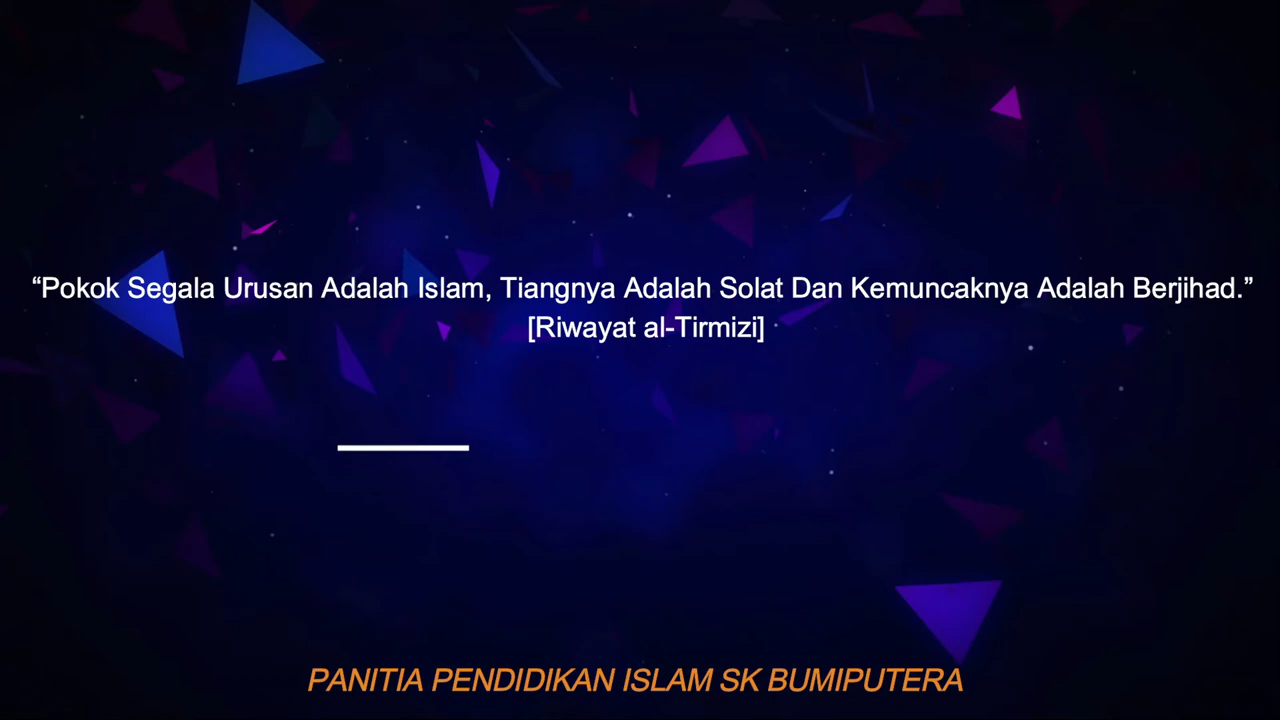 “Pokok Segala Urusan Adalah Islam, Tiangnya Adalah Solat Dan Kemuncaknya Adalah Berjihad.”
[Riwayat al-Tirmizi]
PANITIA PENDIDIKAN ISLAM SK BUMIPUTERA